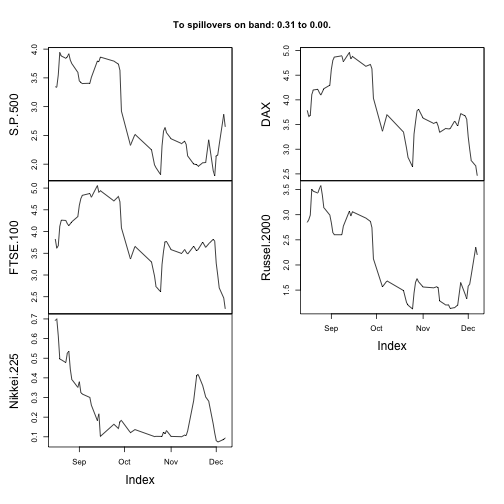 To spillovers on band: 0.31 to 0.00.
S.P.500
2.0 2.5 3.0 3.5 4.0
FTSE.100
2.5 3.0 3.5 4.0 4.5 5.0
Nikkei.225
0.1 0.2 0.3 0.4 0.5 0.6 0.7
Sep Oct Nov Dec
Index
DAX
2.5 3.0 3.5 4.0 4.5 5.0
Russel.2000
1.5 2.0 2.5 3.0 3.5
Sep Oct Nov Dec
Index